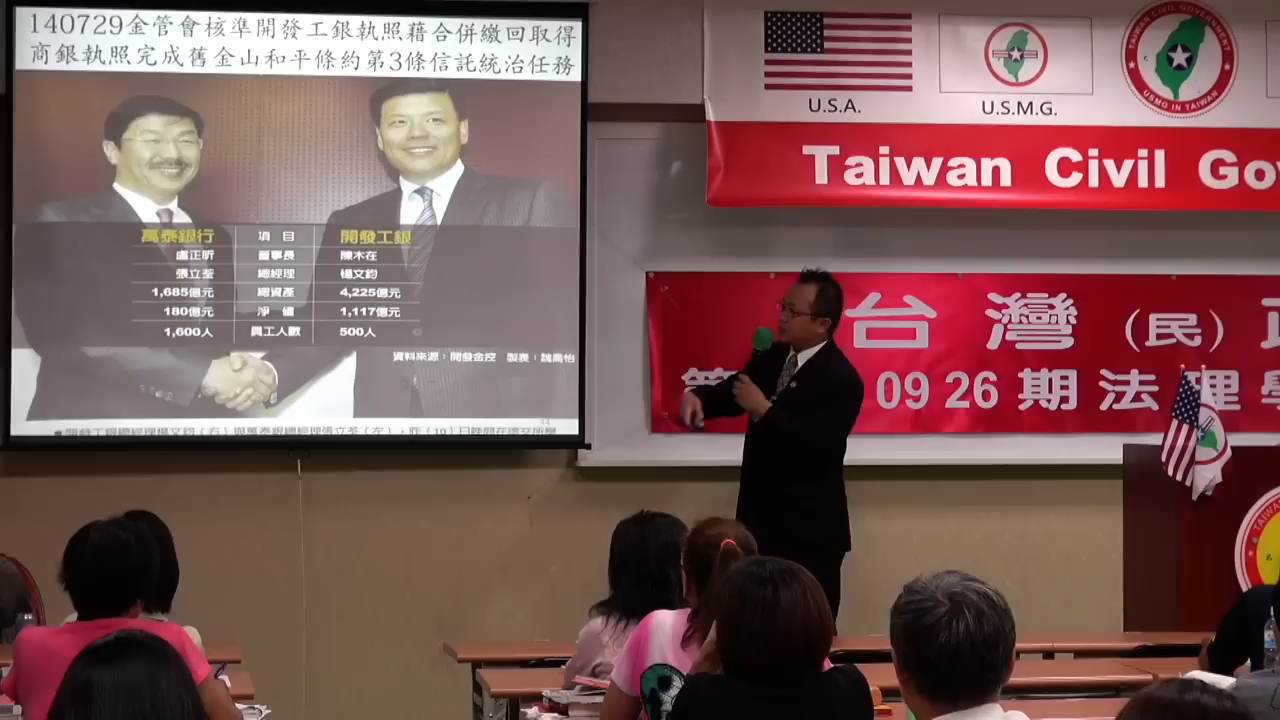 140729金管會核準開發工銀執照藉合併繳回取得
商銀執照完成舊金山和平條約第3條信託統治任務
萬泰銀行 項目 開發工銀
盧正昕 董事長 陳木在
張立荃 總經理 楊文鈞
1,685億元 總資產 4,225億元
180億元 淨值 1,117億元
1,600人 員工人數 500人
資料來源：開發金控 製表：魏喬怡
44
U.S.A.
U.S.M.G.
TAIWAN CIVIL GOVERNMENT
USMG IN TAIWAN
Taiwan Civil Go
台灣（民）
09 26 期法理學
TAIWAN